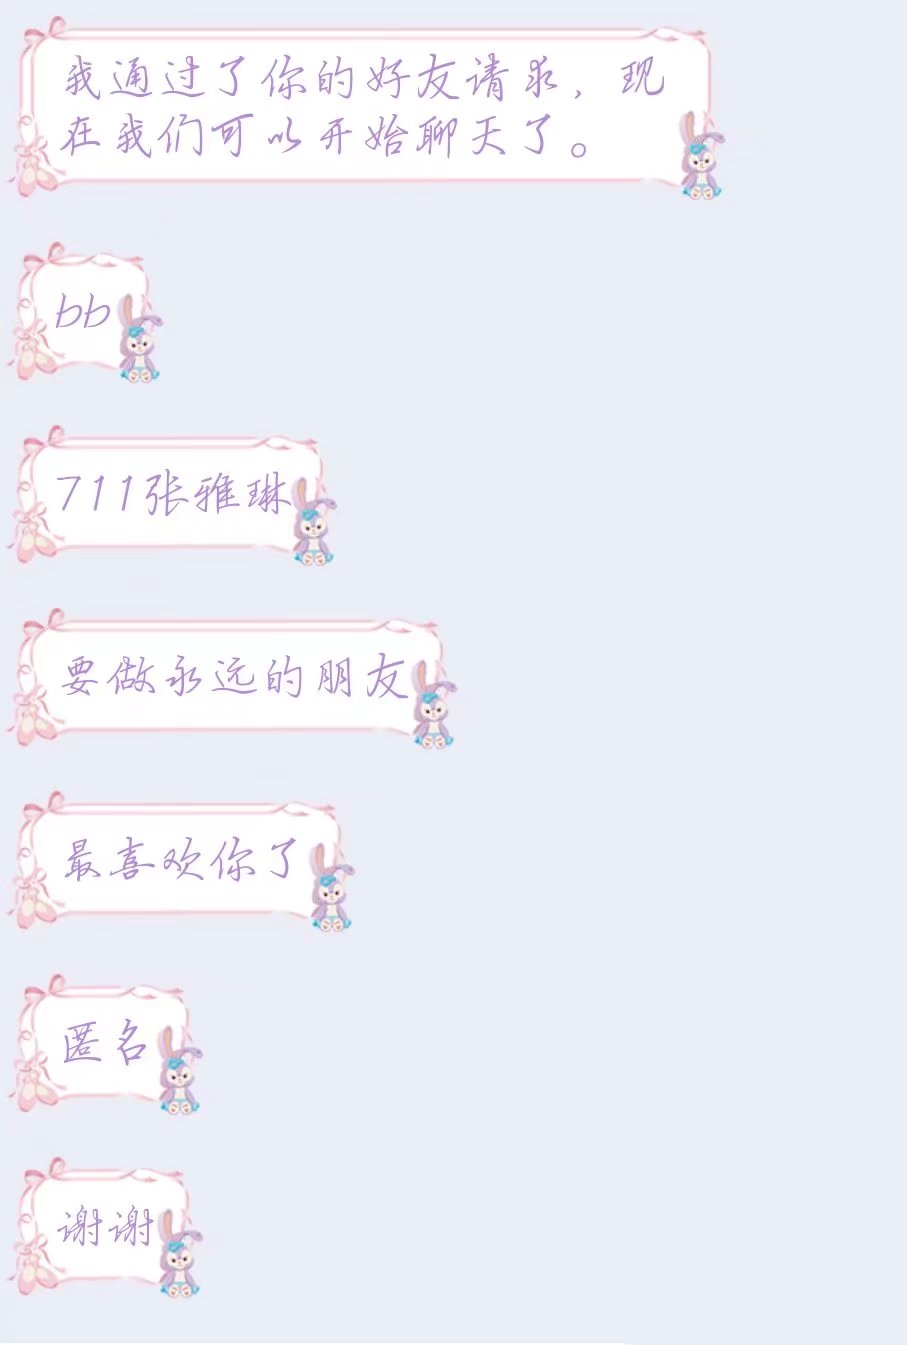 我通过了你的好友请求，现
在我们可以开始聊天了。
bb
711张雅琳
要做永远的朋友
最喜欢你了
匿名
谢谢